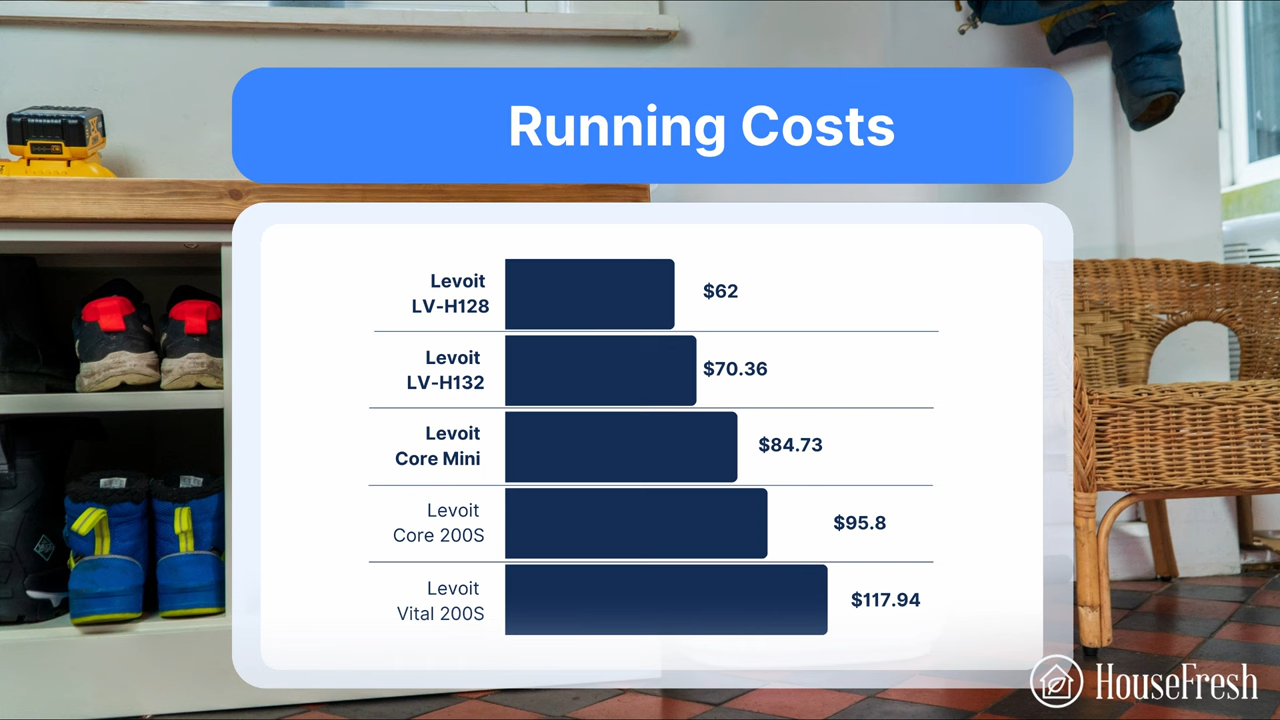 Running Costs
Levoit
LV-H128
$62
Levoit
LV-H132
$70.36
Levoit
Core Mini
$84.73
Levoit
Core 200S
$95.8
Levoit
Vital 200S
$117.94
HouseFresh